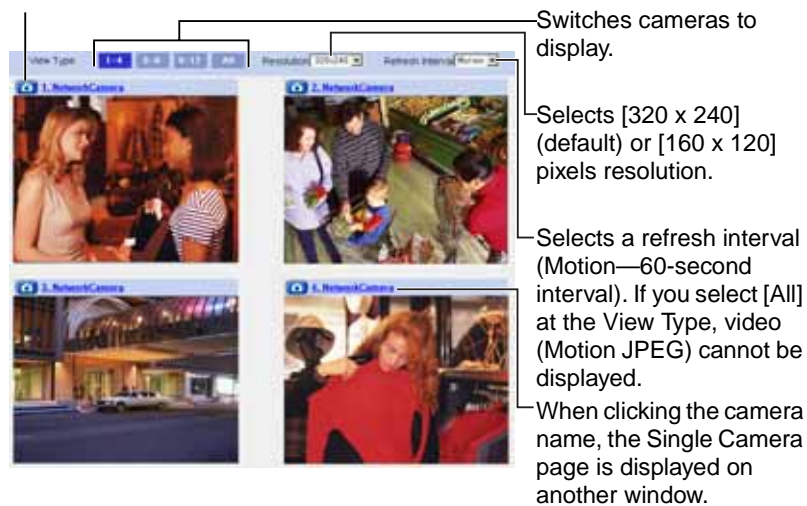 Switches cameras to
display.
View Type 1-4 5-8 9-12 All Resolution 320x240 Refresh Interval Motion
1. NetworkCamera
2. NetworkCamera
Selects [320 x 240]
(default) or [160 x 120]
pixels resolution.
Selects a refresh interval
(Motion—60-second
interval). If you select [All]
at the View Type, video
(Motion JPEG) cannot be
displayed.
3. NetworkCamera
4. NetworkCamera
When clicking the camera
name, the Single Camera
page is displayed on
another window.